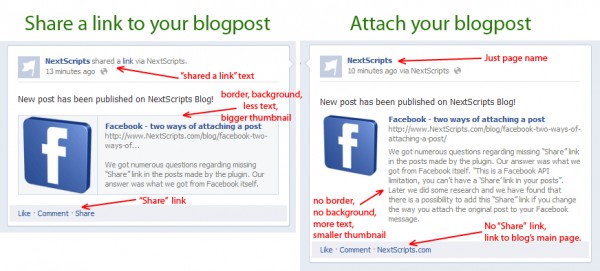 Share a link to your blogpost
NextScripts shared a link via NextScripts.
13 minutes ago
"shared a link" text
New post has been published on NextScripts Blog!
border, background,
less text,
bigger thumbnail
Facebook - two ways of attaching a post
http://www.NextScripts.com/blog/facebook-two-
ways-of...
We got numerous questions regarding missing
"Share" link in the posts made by the plugin. Our
answer was what we got from Facebook itself.
"Share" link
Like · Comment · Share
Attach your blogpost
NextScripts
Just page name
10 minutes ago via NextScripts
New post has been published on NextScripts Blog!
Facebook - two ways of attaching a post
http://www.NextScripts.com/blog/facebook-two-ways-of-
attaching-a-post/
We got numerous questions regarding missing "Share" link
in the posts made by the plugin. Our answer was what we
got from Facebook itself. "This is a Facebook API
limitation, you can't have a 'Share' link in your posts".
Later we did some research and we have found that
there is a possibility to add this "Share" link if you change
the way you attach the original post to your Facebook
message.
no border,
no background,
more text,
smaller thumbnail
No "Share" link,
link to blog's main page.
Like · Comment · NextScripts.com